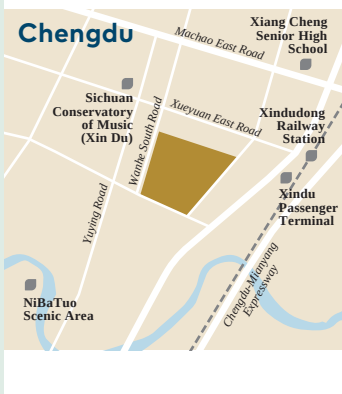 Chengdu
Xiang Cheng
Senior High
School
Machao East Road
Sichuan
Conservatory
of Music
(Xin Du)
Wanhe South Road
Xueyuan East Road
Xindudong
Railway
Station
Xindu
Passenger
Terminal
Yuying Road
Chengdu-Mianyang
Expressway
NiBaTuo
Scenic Area